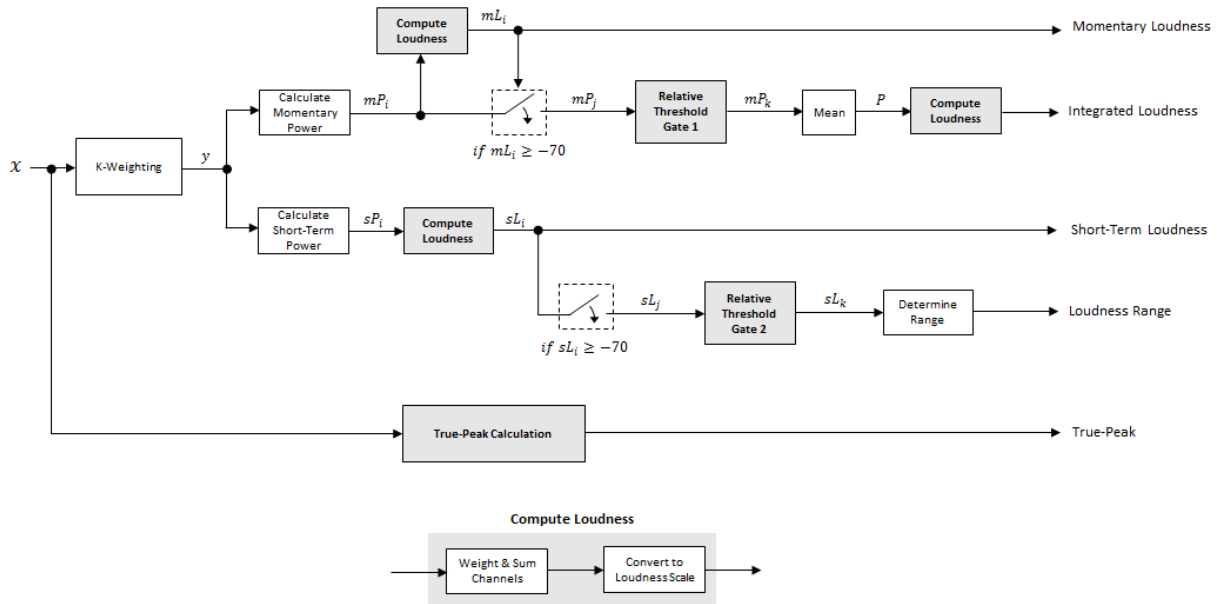 Compute
Loudness
mLᵢ
Momentary Loudness
Calculate
Momentary
Power
mPᵢ
mPⱼ
Relative
Threshold
Gate 1
mPₖ
Mean
P
Compute
Loudness
Integrated Loudness
if mLᵢ ≥ −70
x
K-Weighting
y
Calculate
Short-Term
Power
sPᵢ
Compute
Loudness
sLᵢ
Short-Term Loudness
sLⱼ
Relative
Threshold
Gate 2
sLₖ
Determine
Range
Loudness Range
if sLᵢ ≥ −70
True-Peak Calculation
True-Peak
Compute Loudness
Weight & Sum
Channels
Convert to
Loudness Scale